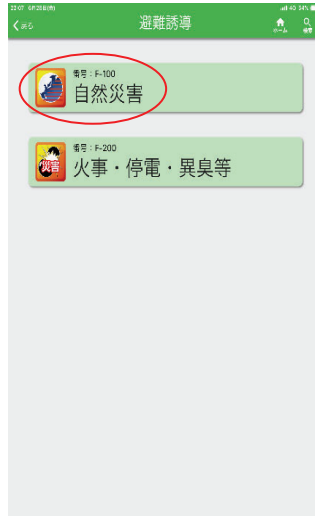 戻る
避難誘導
ホーム
検索
番号：F-100
自然災害
番号：F-200
災害
火事・停電・異臭等